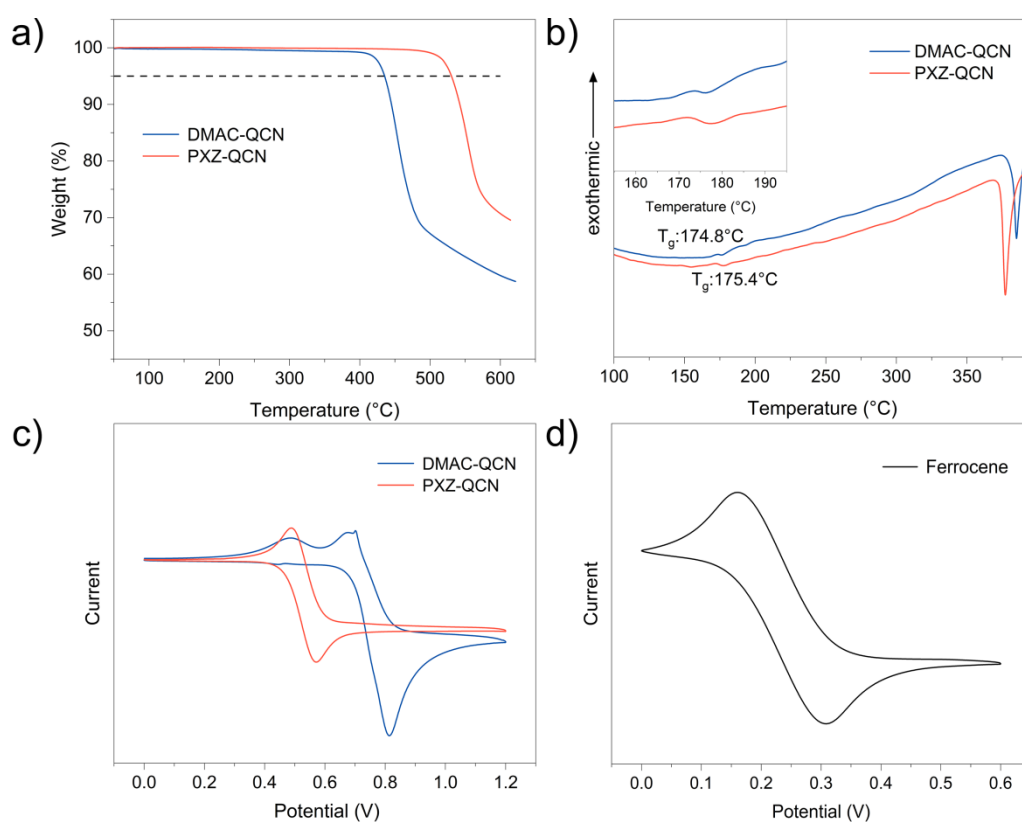 a)
100
90
80
70
60
50
Weight (%)
DMAC-QCN
PXZ-QCN
100 200 300 400 500 600
Temperature (°C)
b)
exothermic
DMAC-QCN
PXZ-QCN
160 170 180 190
Temperature (°C)
Tg:174.8°C
Tg:175.4°C
100 150 200 250 300 350
Temperature (°C)
c)
Current
DMAC-QCN
PXZ-QCN
0.0 0.2 0.4 0.6 0.8 1.0 1.2
Potential (V)
d)
Current
Ferrocene
0.0 0.1 0.2 0.3 0.4 0.5 0.6
Potential (V)